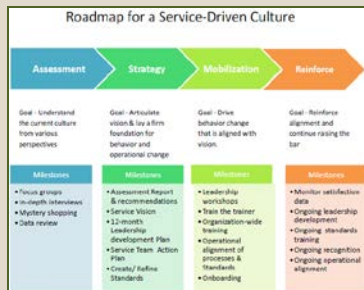 Roadmap for a Service-Driven Culture
Assessment
Strategy
Mobilization
Reinforce
Goal - Understand
the current culture
from various
perspectives
Goal - Articulate
vision & lay a firm
foundation for
behavior and
operational change
Goal - Drive
behavior change
that is aligned with
vision.
Goal - Reinforce
alignment and
continue raising the
bar
Milestones
• Focus groups
• In-depth interviews
• Mystery shopping
• Data review
Milestones
• Assessment Report
& recommendations
• Service Vision
• 12-month
Leadership
development Plan
• Service Team Action
Plan
• Create/ Refine
Standards
Milestones
• Leadership
workshops
• Train the trainer
• Organization-wide
training
• Operational
alignment of
processes &
standards
• Onboarding
Milestones
• Monitor satisfaction
data
• Ongoing leadership
development
• Ongoing standards
training
• Ongoing recognition
• Ongoing operational
alignment